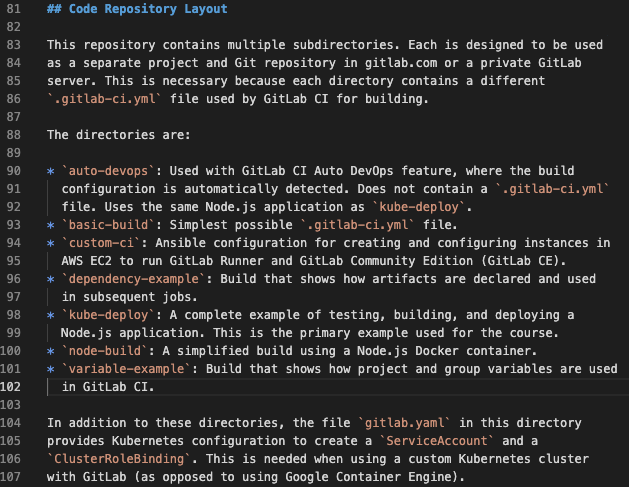 81 ## Code Repository Layout
82
83 This repository contains multiple subdirectories. Each is designed to be used
84 as a separate project and Git repository in gitlab.com or a private GitLab
85 server. This is necessary because each directory contains a different
86 `.gitlab-ci.yml` file used by GitLab CI for building.
87
88 The directories are:
89
90 * `auto-devops`: Used with GitLab CI Auto DevOps feature, where the build
91 configuration is automatically detected. Does not contain a `.gitlab-ci.yml`
92 file. Uses the same Node.js application as `kube-deploy`.
93 * `basic-build`: Simplest possible `.gitlab-ci.yml` file.
94 * `custom-ci`: Ansible configuration for creating and configuring instances in
95 AWS EC2 to run GitLab Runner and GitLab Community Edition (GitLab CE).
96 * `dependency-example`: Build that shows how artifacts are declared and used
97 in subsequent jobs.
98 * `kube-deploy`: A complete example of testing, building, and deploying a
99 Node.js application. This is the primary example used for the course.
100 * `node-build`: A simplified build using a Node.js Docker container.
101 * `variable-example`: Build that shows how project and group variables are used
102 in GitLab CI.
103
104 In addition to these directories, the file `gitlab.yaml` in this directory
105 provides Kubernetes configuration to create a `ServiceAccount` and a
106 `ClusterRoleBinding`. This is needed when using a custom Kubernetes cluster
107 with GitLab (as opposed to using Google Container Engine).